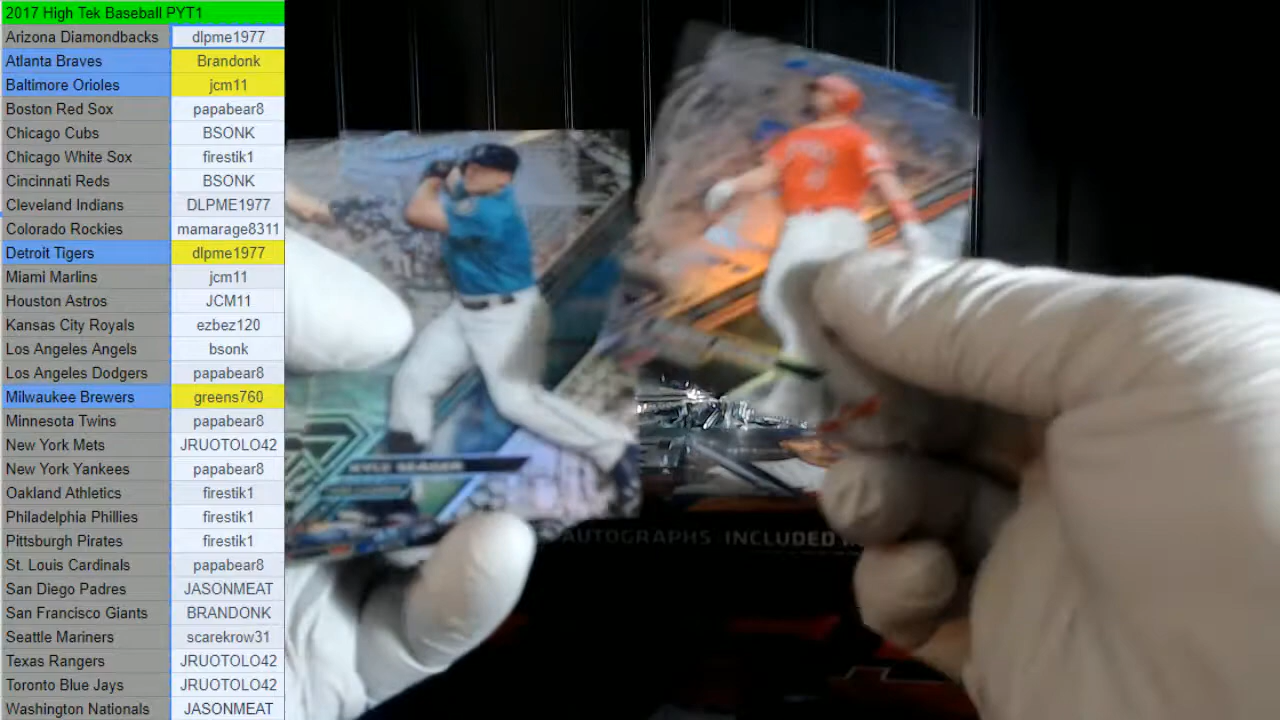 2017 High Tek Baseball PYT1
Arizona Diamondbacks dlpme1977
Atlanta Braves Brandonk
Baltimore Orioles jcm11
Boston Red Sox papabear8
Chicago Cubs BSONK
Chicago White Sox firestik1
Cincinnati Reds BSONK
Cleveland Indians DLPME1977
Colorado Rockies mamarage8311
Detroit Tigers dlpme1977
Miami Marlins jcm11
Houston Astros JCM11
Kansas City Royals ezbez120
Los Angeles Angels bsonk
Los Angeles Dodgers papabear8
Milwaukee Brewers greens760
Minnesota Twins papabear8
New York Mets JRUOTOLO42
New York Yankees papabear8
Oakland Athletics firestik1
Philadelphia Phillies firestik1
Pittsburgh Pirates firestik1
St. Louis Cardinals papabear8
San Diego Padres JASONMEAT
San Francisco Giants BRANDONK
Seattle Mariners scarekrow31
Texas Rangers JRUOTOLO42
Toronto Blue Jays JRUOTOLO42
Washington Nationals JASONMEAT
KYLE SEAGER
AUTOGRAPHS INCLUDED